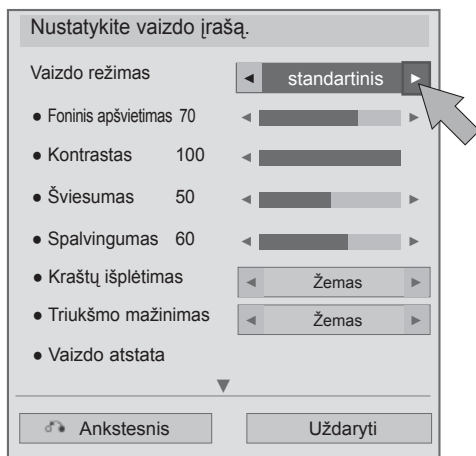 Nustatykite vaizdo įrašą.
Vaizdo režimas ◄ standartinis ►
● Foninis apšvietimas 70 ◄ ►
● Kontrastas 100 ◄
● Šviesumas 50 ◄ ►
● Spalvingumas 60 ◄ ►
● Kraštų išplėtimas ◄ Žemas ►
● Triukšmo mažinimas ◄ Žemas ►
● Vaizdo atstata
▼
Ankstesnis Uždaryti